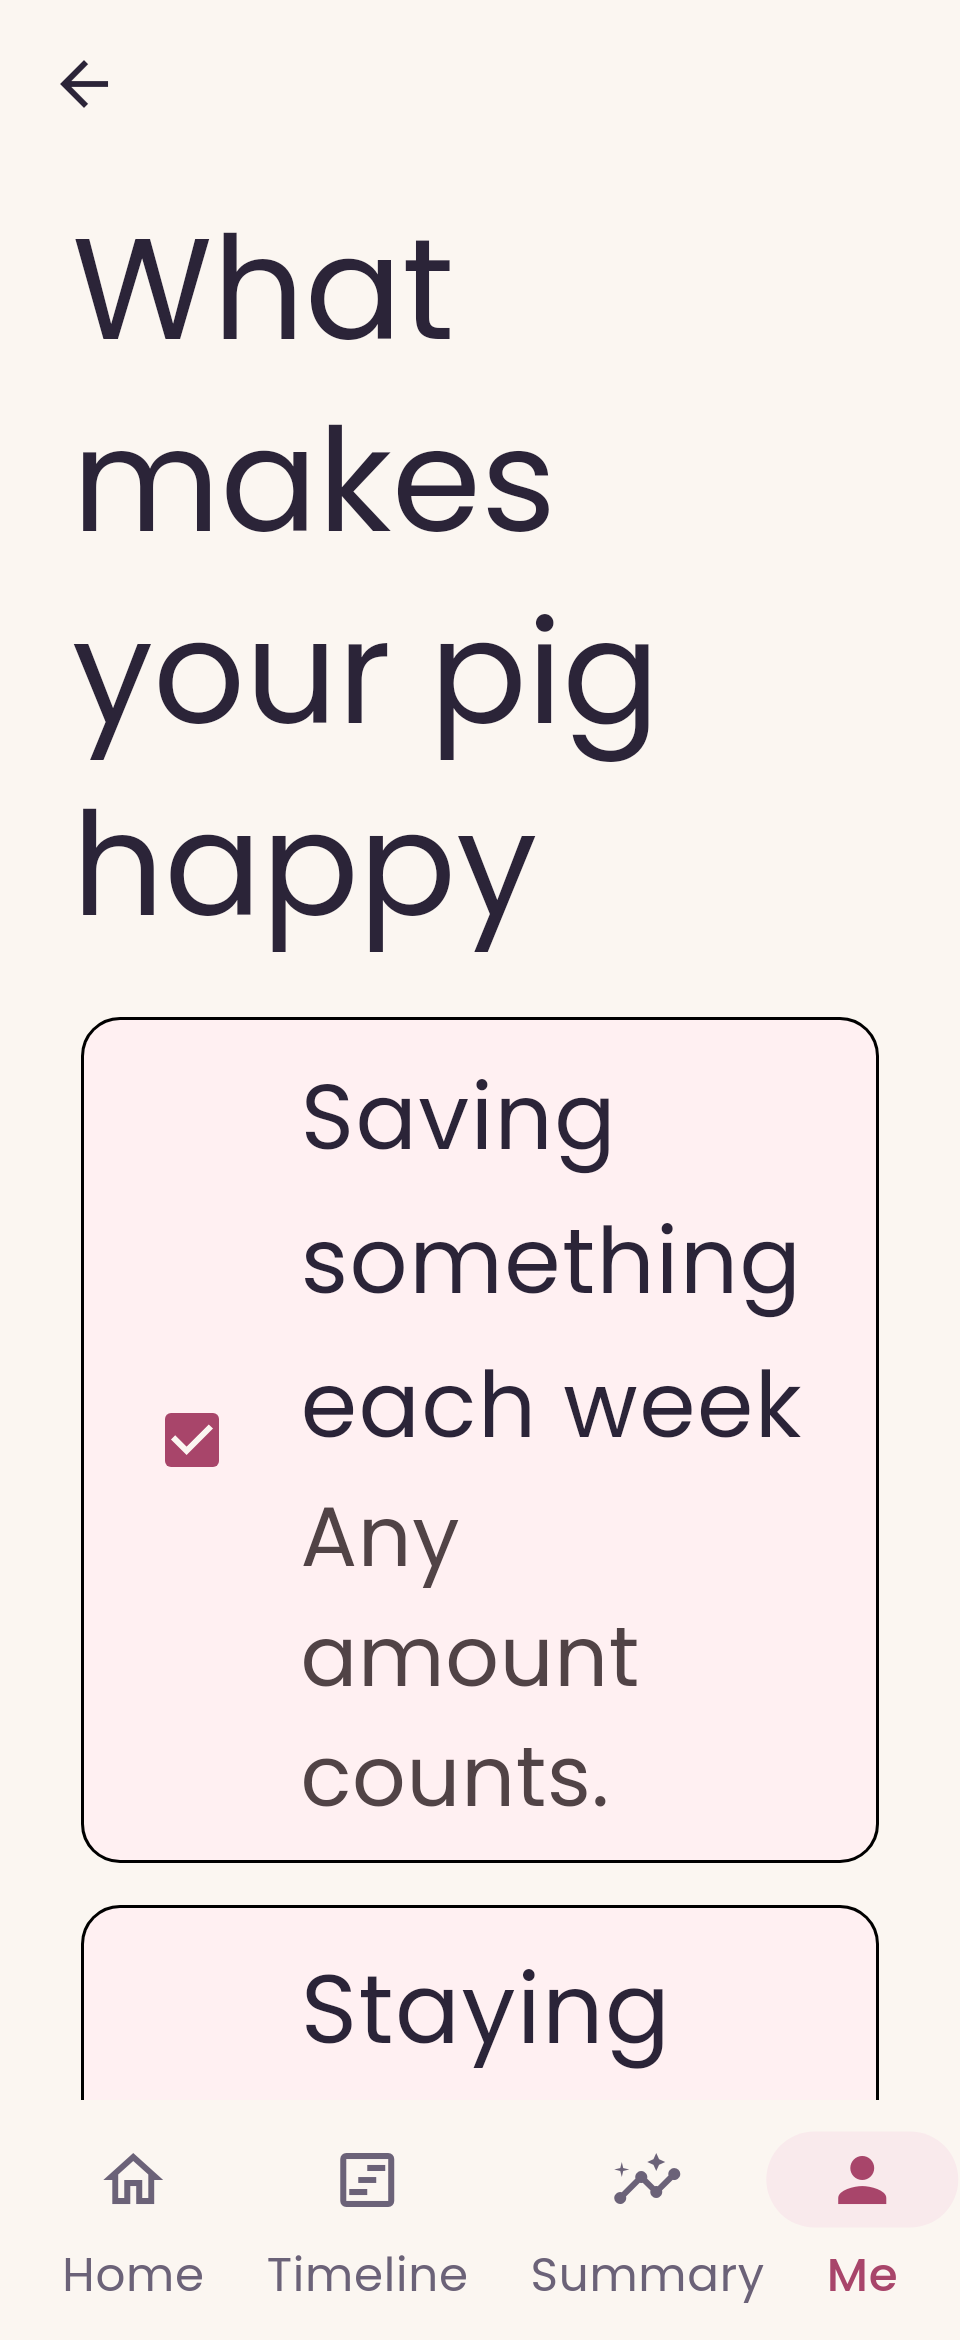 What
makes
your pig
happy
Saving
something
each week
Any
amount
counts.
Staying
Home
Timeline
Summary
Me